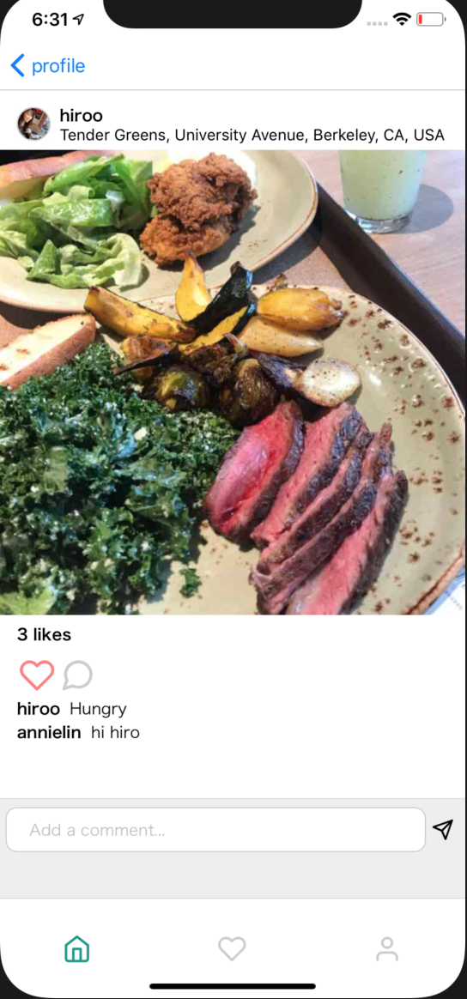 6:31
profile
hiroo
Tender Greens, University Avenue, Berkeley, CA, USA
3 likes
hiroo Hungry
annielin hi hiro
Add a comment...